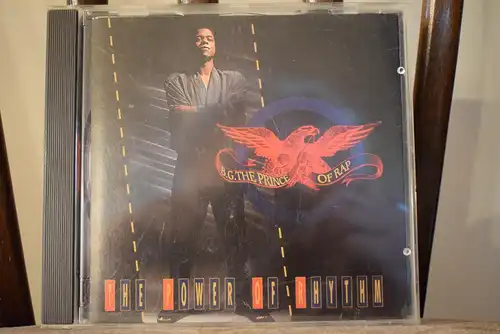 B.G. THE PRINCE OF RAP
THE POWER OF RHYTHM